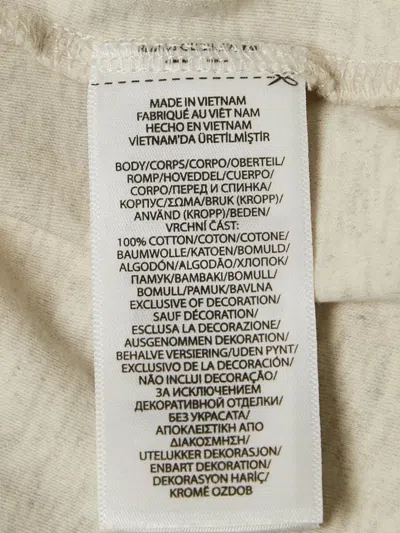 MADE IN VIETNAM
FABRIQUÉ AU VIÊT NAM
HECHO EN VIETNAM
VİETNAM'DA ÜRETİLMİŞTİR
BODY/CORPS/CORPO/OBERTEIL/
ROMP/HOVEDDEL/CUERPO/
CORPO/ПЕРЕД И СПИНКА/
КОРПУС/ΣΩΜΑ/BRUK (KROPP)/
ANVÄND (KROPP)/BEDEN/
VRCHNÍ ČÁST:
100% COTTON/COTON/COTONE/
BAUMWOLLE/KATOEN/BOMULD/
ALGODÓN/ALGODÃO/ХЛОПОК/
ПАМУК/ΒΑΜΒΑΚΙ/BOMULL/
BOMULL/PAMUK/BAVLNA
EXCLUSIVE OF DECORATION/
SAUF DÉCORATION/
ESCLUSA LA DECORAZIONE/
AUSGENOMMEN DEKORATION/
BEHALVE VERSIERING/UDEN PYNT/
EXCLUSIVO DE LA DECORACIÓN/
NÃO INCLUI DECORAÇÃO/
ЗА ИСКЛЮЧЕНИЕМ
ДЕКОРАТИВНОЙ ОТДЕЛКИ/
БЕЗ УКРАСАТА/
ΑΠΟΚΛΕΙΣΤΙΚΗ ΑΠΟ
ΔΙΑΚΟΣΜΗΣΗ/
UTELUKKER DEKORASJON/
ENBART DEKORATION/
DEKORASYON HARİÇ/
KROMĚ OZDOB